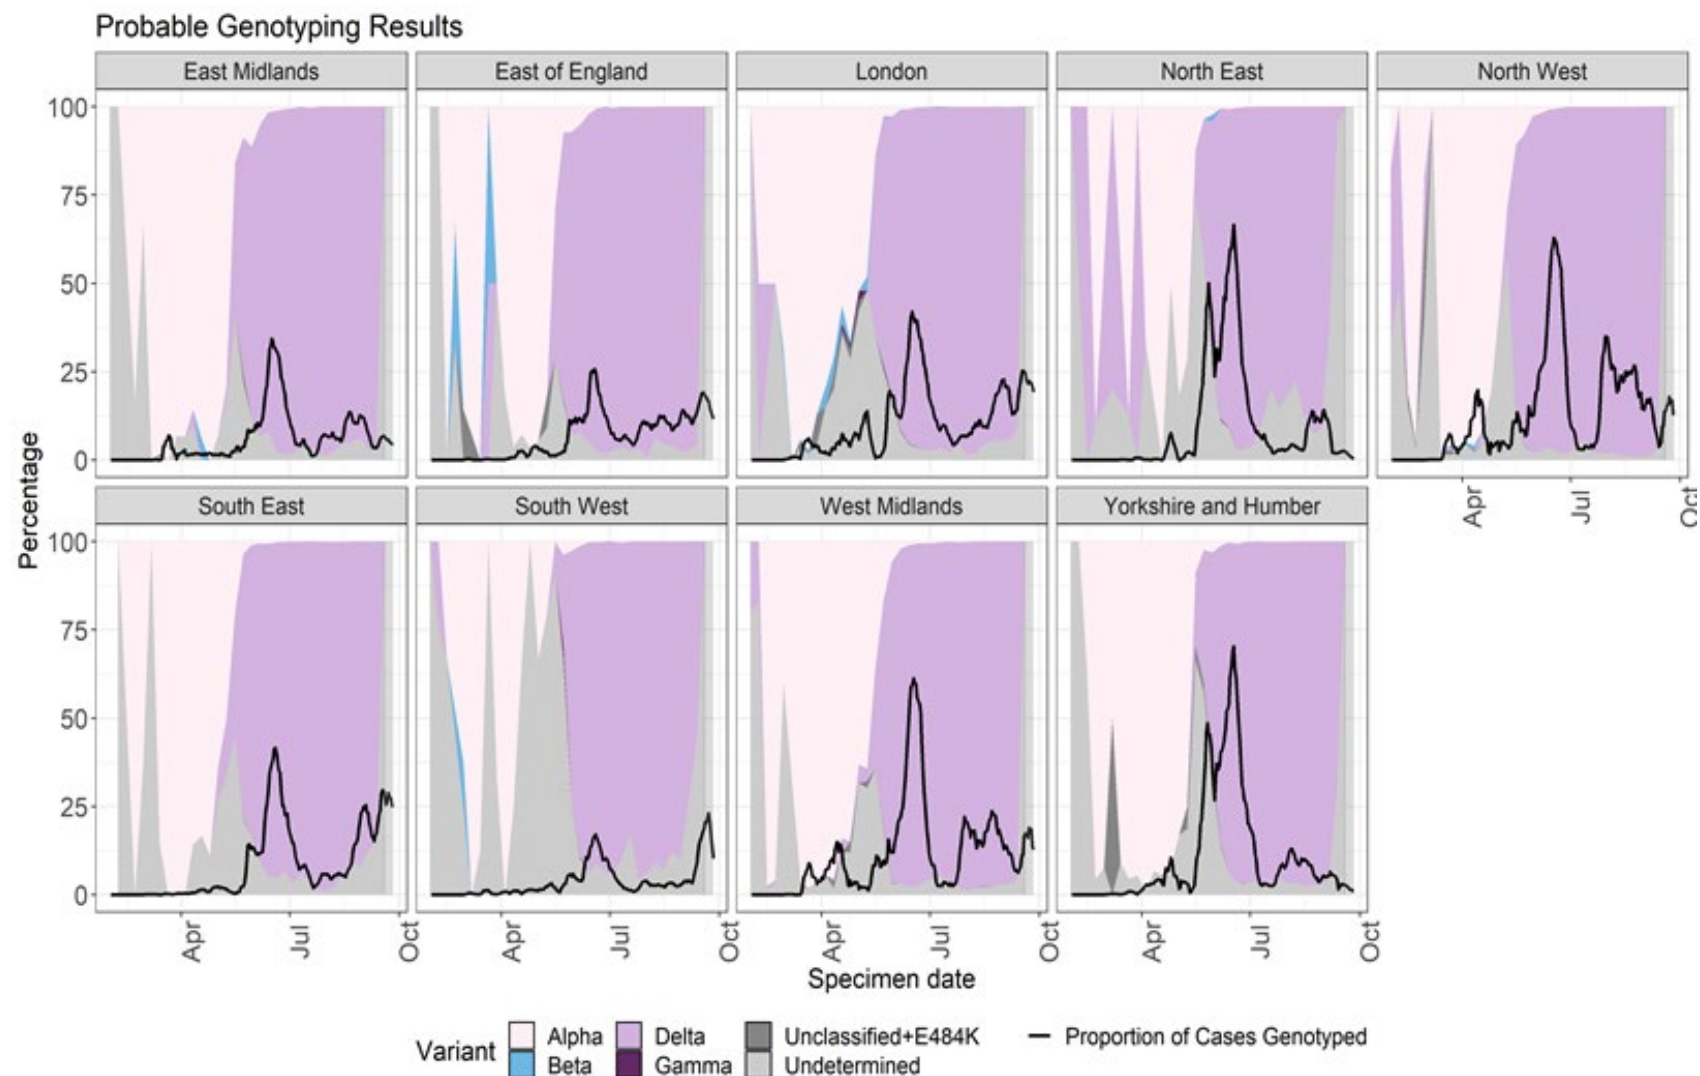 Probable Genotyping Results
East Midlands
East of England
London
North East
North West
100
75
50
25
0
Apr
Jul
Oct
Percentage
South East
South West
West Midlands
Yorkshire and Humber
100
75
50
25
0
Apr
Jul
Oct
Apr
Jul
Oct
Apr
Jul
Oct
Apr
Jul
Oct
Specimen date
Variant
Alpha
Delta
Unclassified+E484K
Proportion of Cases Genotyped
Beta
Gamma
Undetermined